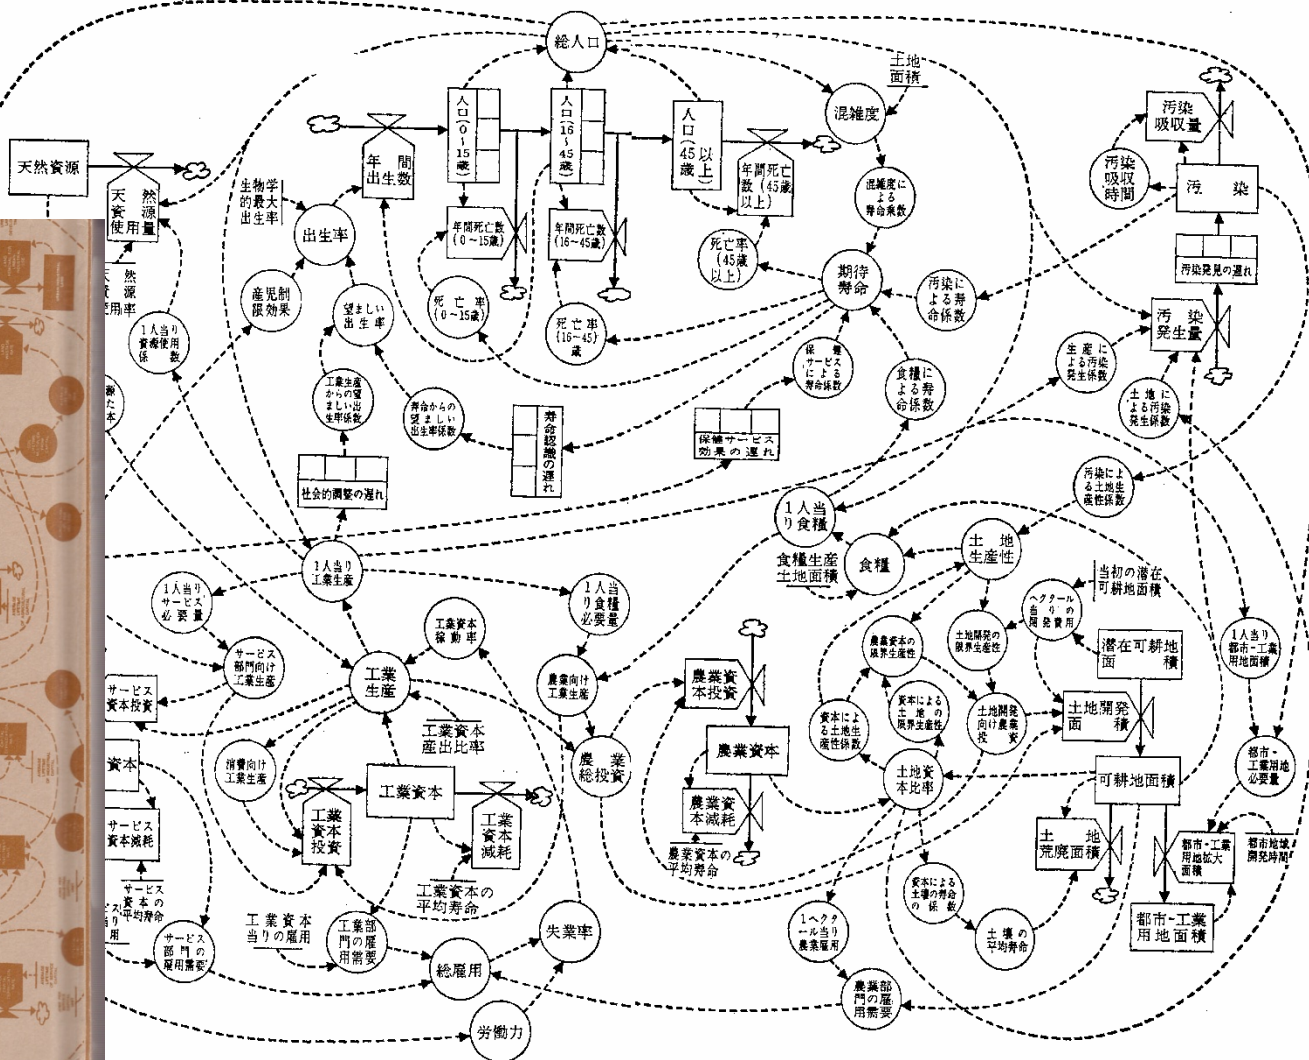 総人口
土地
面積
混雑度
人口(0～15歳)
人口(16～45歳)
人口(45歳以上)
汚染
吸収量
天然資源
年間
出生数
年間死亡
数(45歳
以上)
汚染
吸収
時間
汚染
天然
資源
使用量
生物学
的最大
出生率
混雑度に
よる
寿命乗数
出生率
年間死亡数
(0～15歳)
年間死亡数
(16～45歳)
死亡率
(45歳
以上)
期待
寿命
汚染発見の遅れ
然
源
使用率
産児制
限効果
望ましい
出生率
死亡率
(0～15歳)
死亡率
(16～45)
歳
汚染に
よる寿
命係数
汚染
発生量
1人当り
資源使用
係数
保健
サービス
による
寿命係数
食糧に
よる寿
命係数
生産に
よる汚染
発生係数
工業生産
からの望
ましい出
生率係数
寿命からの
望ましい
出生率係数
寿命認識の遅れ
保健サービス
効果の遅れ
土地に
よる汚染
発生係数
社会的調整の遅れ
汚染によ
る土地生
産性係数
1人当
り食糧
土地
生産性
1人当り
工業生産
食糧生産
土地面積
食糧
当初の潜在
可耕地面積
1人当り
サービス
必要量
1人当
り食糧
必要量
ヘクタール
当りの
開発費用
工業資本
稼動率
農業資本の
限界生産性
土地開発の
限界生産性
潜在可耕地
面積
1人当り
都市-工業
用地面積
サービス
部門向け
工業生産
工業
生産
農業向け
工業生産
農業資
本投資
サービス
資本投資
資本によ
る土地生
産性係数
資本による
土地の
限界生産性
土地開発
向け農業
投資
土地開発
面積
工業資本
産出比率
消費向け
工業生産
農業
総投資
農業資本
都市-
工業用地
必要量
資本
工業資本
土地資
本比率
可耕地面積
サービス
資本減耗
工業
資本
投資
工業
資本
減耗
農業資
本減耗
土地
荒廃面積
都市-工業
用地拡大
面積
都市地域
開発時間
農業資本の
平均寿命
サービス
資本の
平均寿命
工業資本の
平均寿命
資本による
土壌の寿命
の係数
工業資本
当りの雇用
工業部
門の雇
用需要
失業率
1ヘクタ
ール当り
農業雇用
土壌の
平均寿命
都市-工業
用地面積
サービス
部門の
雇用需要
総雇用
農業部
門の雇
用需要
労働力